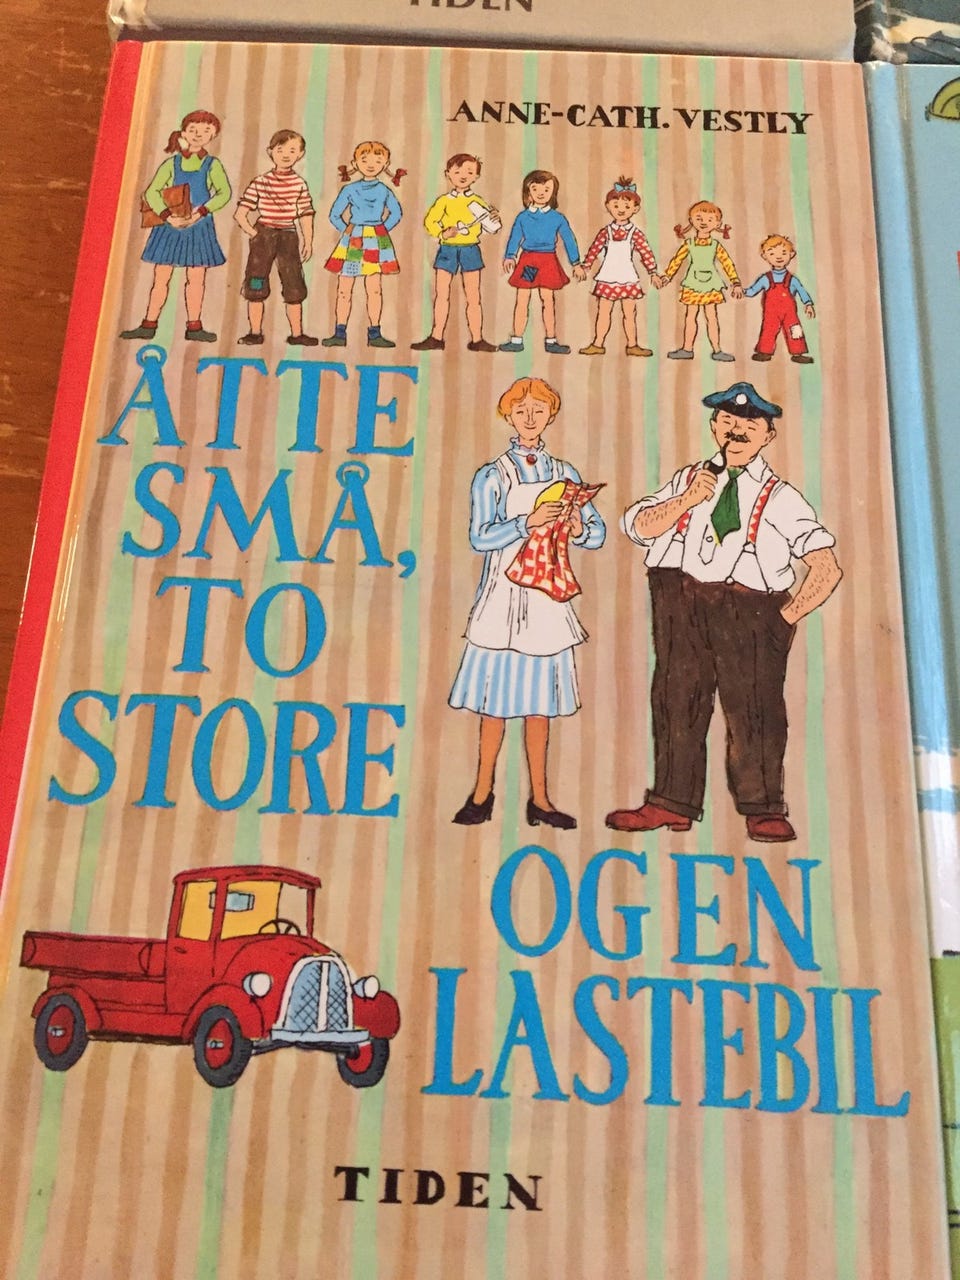 TIDEN
ANNE-CATH. VESTLY
ÅTTE
SMÅ,
TO
STORE
OG EN
LASTEBIL
TIDEN